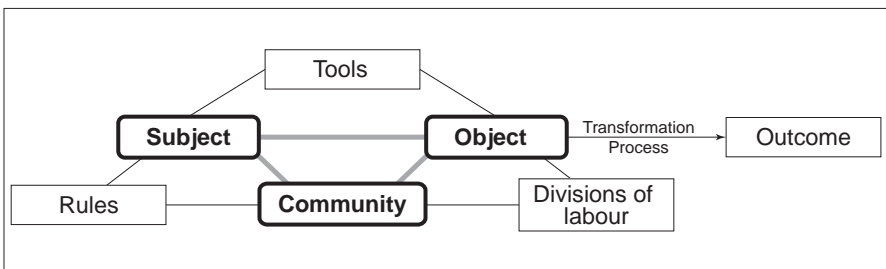 Tools
Subject
Object
Transformation
Process
Outcome
Rules
Community
Divisions of
labour